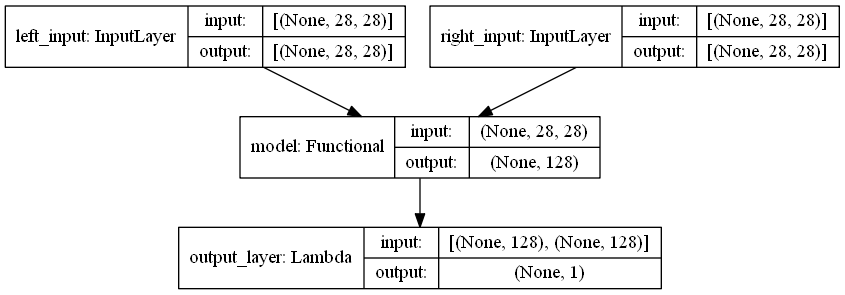 left_input: InputLayer
input:
[(None, 28, 28)]
output:
[(None, 28, 28)]
right_input: InputLayer
input:
[(None, 28, 28)]
output:
[(None, 28, 28)]
model: Functional
input:
(None, 28, 28)
output:
(None, 128)
output_layer: Lambda
input:
[(None, 128), (None, 128)]
output:
(None, 1)